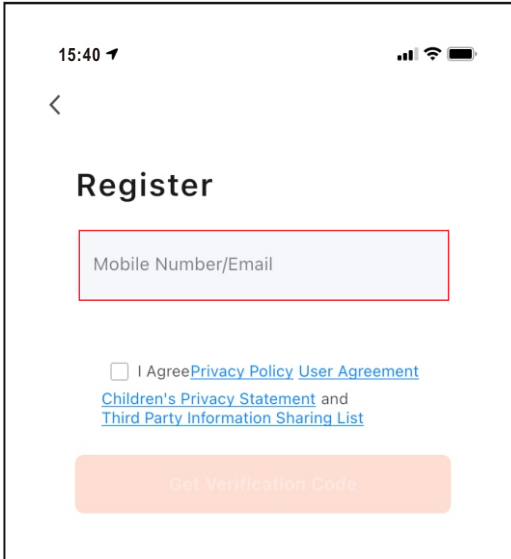 15:40
Register
Mobile Number/Email
I AgreePrivacy Policy User Agreement
Children's Privacy Statement and
Third Party Information Sharing List
Get Verification Code